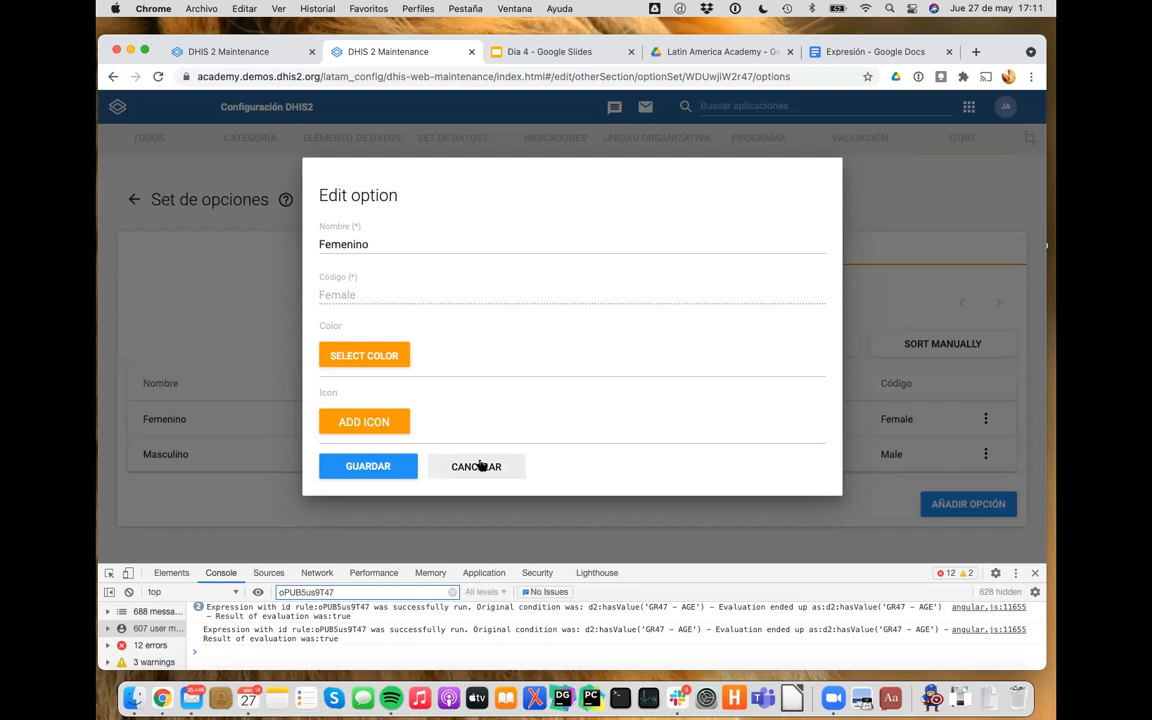 Chrome Archivo Editar Ver Historial Favoritos Perfiles Pestaña Ventana Ayuda Jue 27 de may 17:11
DHIS 2 Maintenance × DHIS 2 Maintenance × Dia 4 - Google Slides × Latin America Academy - Go × Expresión - Google Docs × +
academy.demos.dhis2.org/latam_config/dhis-web-maintenance/index.html#/edit/otherSection/optionSet/WDUwjiW2r47/options
Configuración DHIS2 Buscar aplicaciones JA
TODOS CATEGORÍA ELEMENTO DE DATOS SET DE DATOS INDICADORES UNIDAD ORGANIZATIVA PROGRAMA VALIDACIÓN OTRO
Set de opciones
Edit option
Nombre (*)
Femenino
Código (*)
Female
Color
SELECT COLOR
Icon
ADD ICON
GUARDAR CANCELAR
SORT MANUALLY
Nombre Código
Femenino Female
Masculino Male
AÑADIR OPCIÓN
Elements Console Sources Network Performance Memory Application Security Lighthouse 12 2
top oPUB5us9T47 All levels No Issues 628 hidden
688 messa...
607 user m...
12 errors
3 warnings
2 Expression with id rule:oPUB5us9T47 was successfully run. Original condition was: d2:hasValue('GR47 - AGE') - Evaluation ended up as:d2:hasValue('GR47 - AGE') - angular.js:11655
Result of evaluation was:true
Expression with id rule:oPUB5us9T47 was successfully run. Original condition was: d2:hasValue('GR47 - AGE') - Evaluation ended up as:d2:hasValue('GR47 - AGE') - angular.js:11655
Result of evaluation was:true